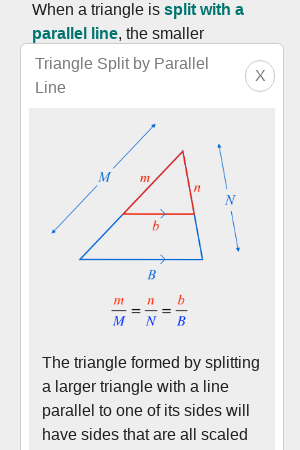 When a triangle is split with a
parallel line, the smaller
Triangle Split by Parallel
Line
X
M
m
n
N
b
B
m/M = n/N = b/B
The triangle formed by splitting
a larger triangle with a line
parallel to one of its sides will
have sides that are all scaled